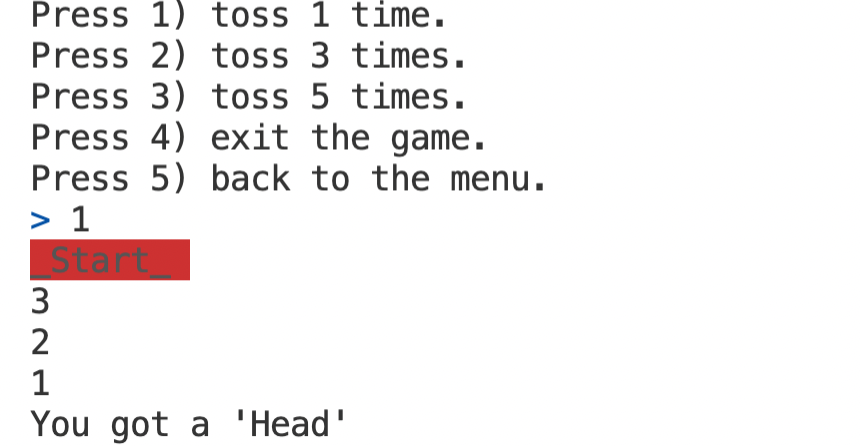 Press 1) toss 1 time.
Press 2) toss 3 times.
Press 3) toss 5 times.
Press 4) exit the game.
Press 5) back to the menu.
> 1
_Start_
3
2
1
You got a 'Head'